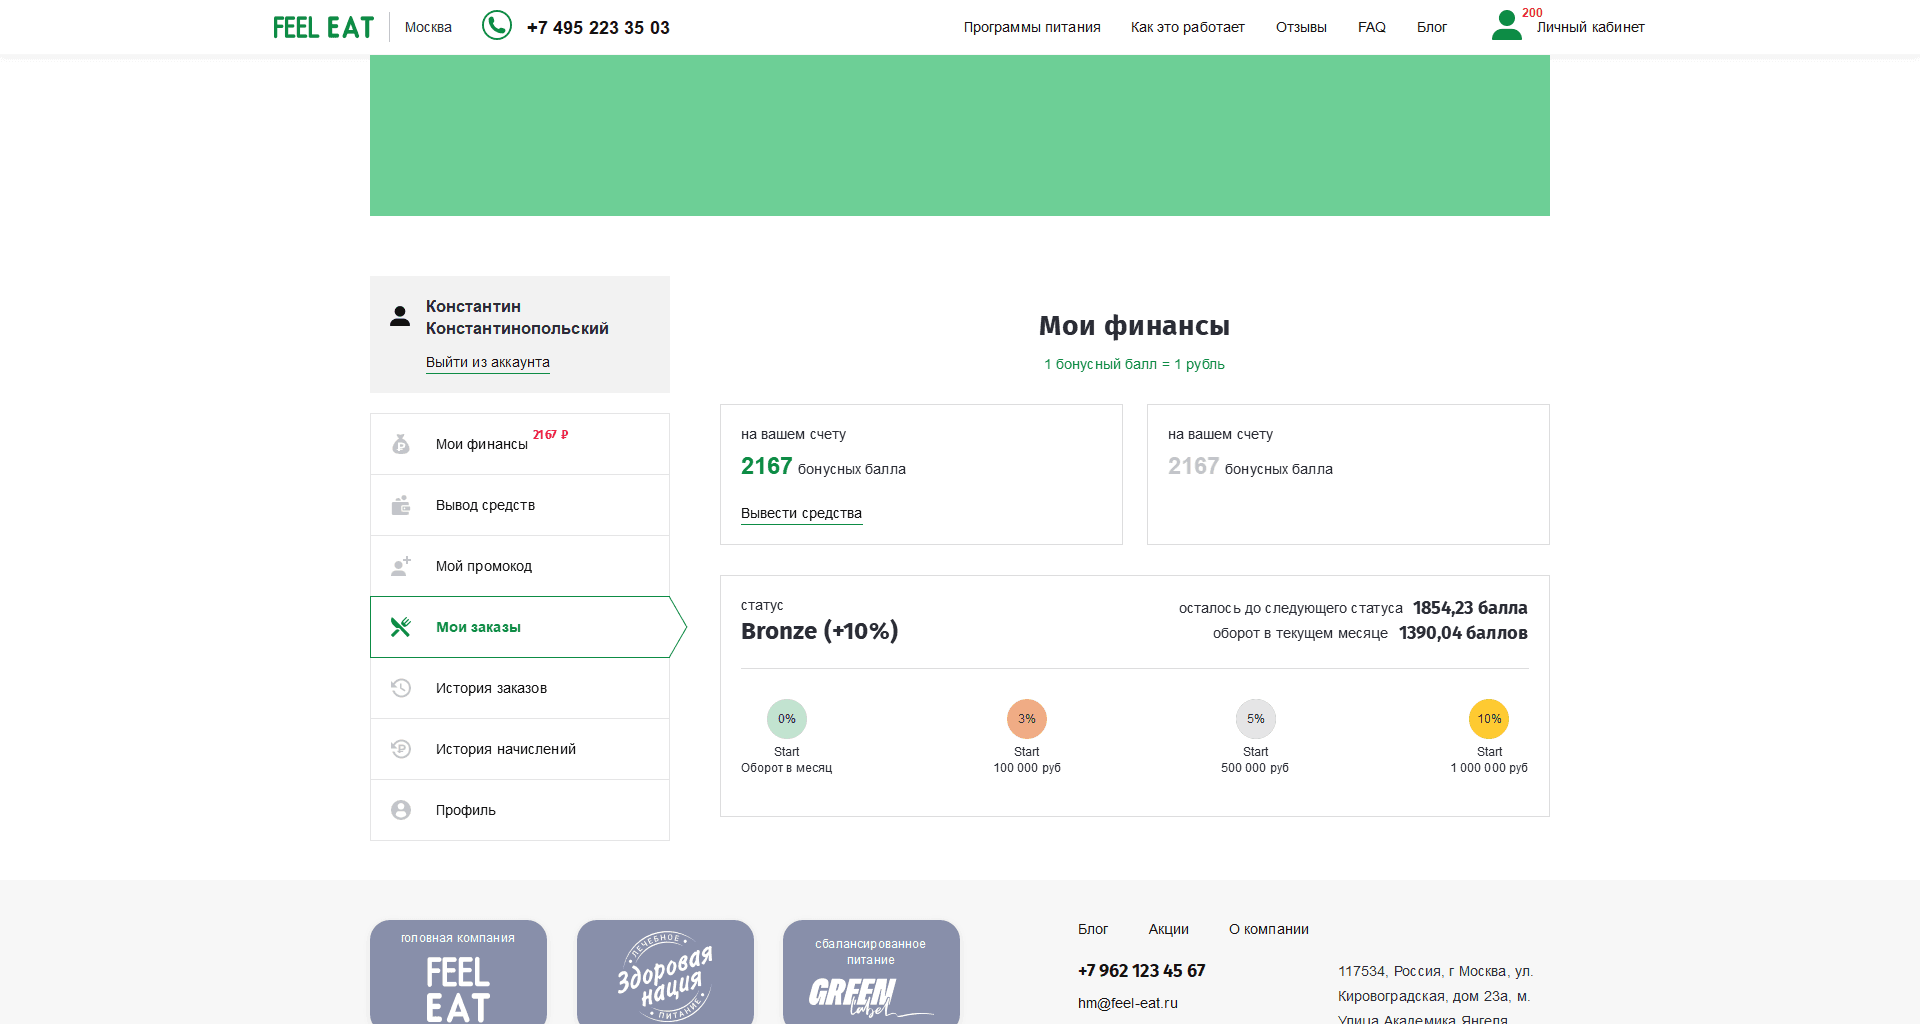 FEEL EAT
Москва
+7 495 223 35 03
Программы питания
Как это работает
Отзывы
FAQ
Блог
200
Личный кабинет
Константин
Константинопольский
Выйти из аккаунта
Мои финансы 2167 ₽
Вывод средств
Мой промокод
Мои заказы
История заказов
История начислений
Профиль
Мои финансы
1 бонусный балл = 1 рубль
на вашем счету
2167 бонусных балла
Вывести средства
на вашем счету
2167 бонусных балла
статус
Bronze (+10%)
осталось до следующего статуса 1854,23 балла
оборот в текущем месяце 1390,04 баллов
0%
Start
Оборот в месяц
3%
Start
100 000 руб
5%
Start
500 000 руб
10%
Start
1 000 000 руб
головная компания
FEEL
EAT
ЛЕЧЕБНОЕ
Здоровая
нация
ПИТАНИЕ
сбалансированное
питание
GREEN
label
Блог
Акции
О компании
+7 962 123 45 67
hm@feel-eat.ru
117534, Россия, г Москва, ул.
Кировоградская, дом 23а, м.
Улица Академика Янгеля